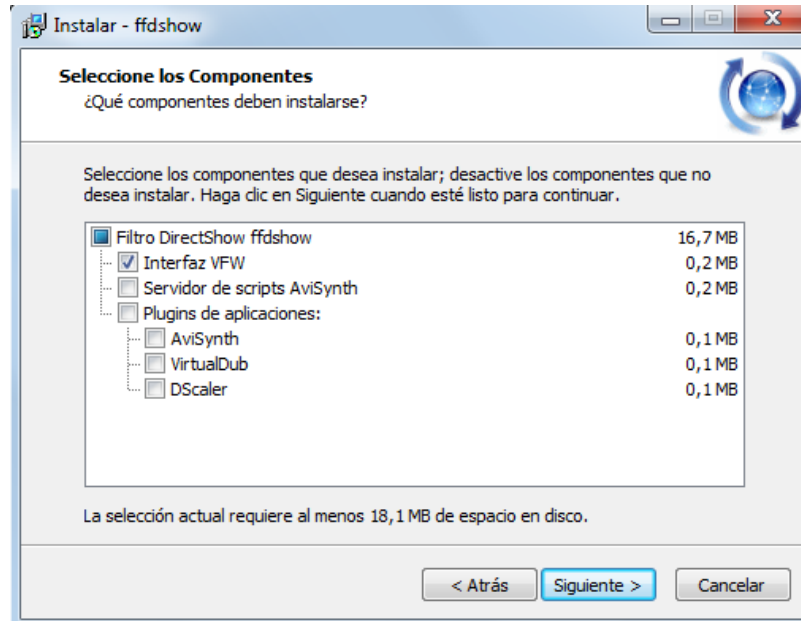 Instalar - ffdshow
Seleccione los Componentes
¿Qué componentes deben instalarse?
Seleccione los componentes que desea instalar; desactive los componentes que no
desea instalar. Haga clic en Siguiente cuando esté listo para continuar.
Filtro DirectShow ffdshow 16,7 MB
Interfaz VFW 0,2 MB
Servidor de scripts AviSynth 0,2 MB
Plugins de aplicaciones:
AviSynth 0,1 MB
VirtualDub 0,1 MB
DScaler 0,1 MB
La selección actual requiere al menos 18,1 MB de espacio en disco.
< Atrás Siguiente > Cancelar